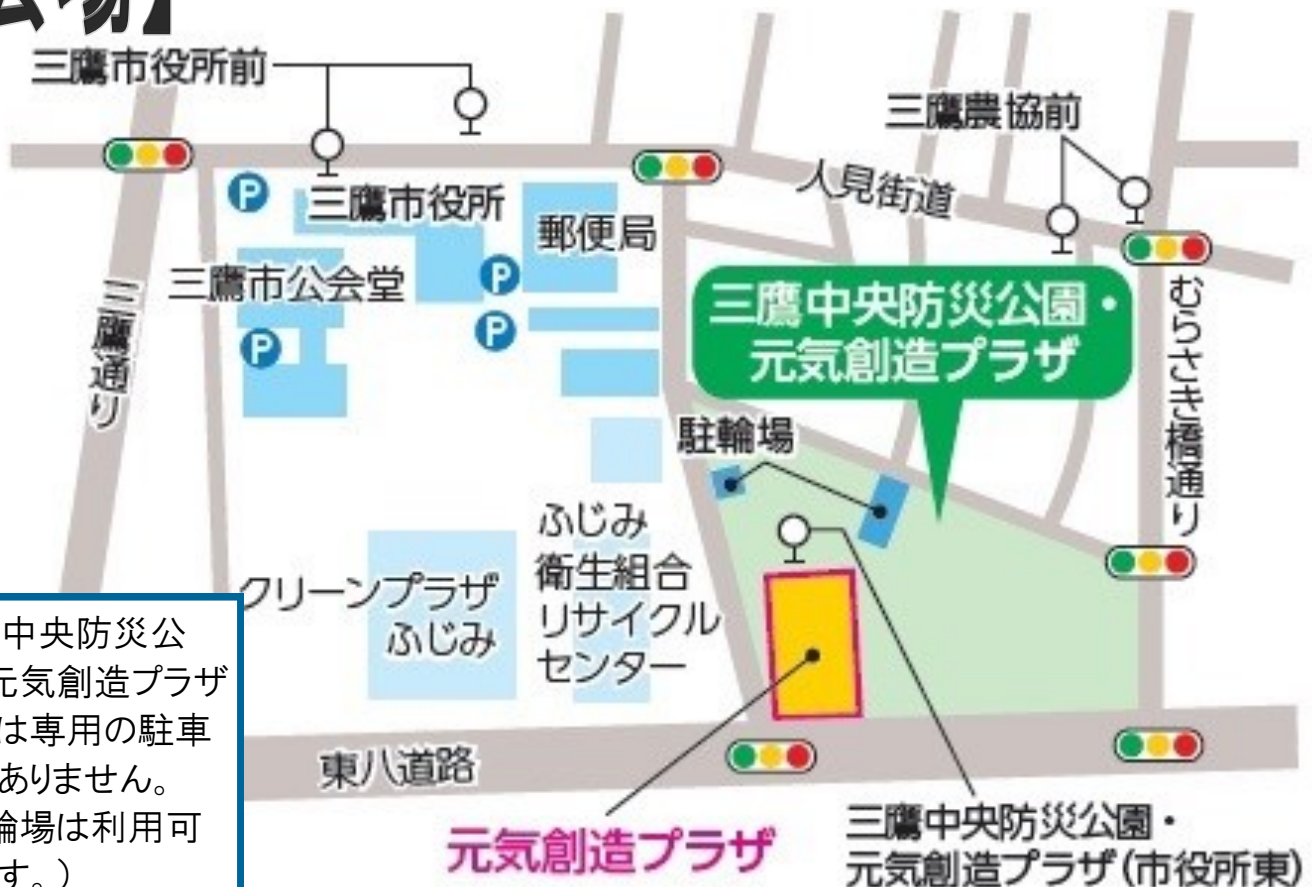 会場】
三鷹市役所前
三鷹農協前
人見街道
三鷹市役所
郵便局
P
P
P
P
三鷹市公会堂
三鷹通り
三鷹中央防災公園・
元気創造プラザ
むらさき橋通り
駐輪場
ふじみ
衛生組合
リサイクル
センター
クリーンプラザ
ふじみ
中央防災公
元気創造プラザ
は専用の駐車
ありません。
輪場は利用可
す。）
東八道路
元気創造プラザ
三鷹中央防災公園・
元気創造プラザ(市役所東)